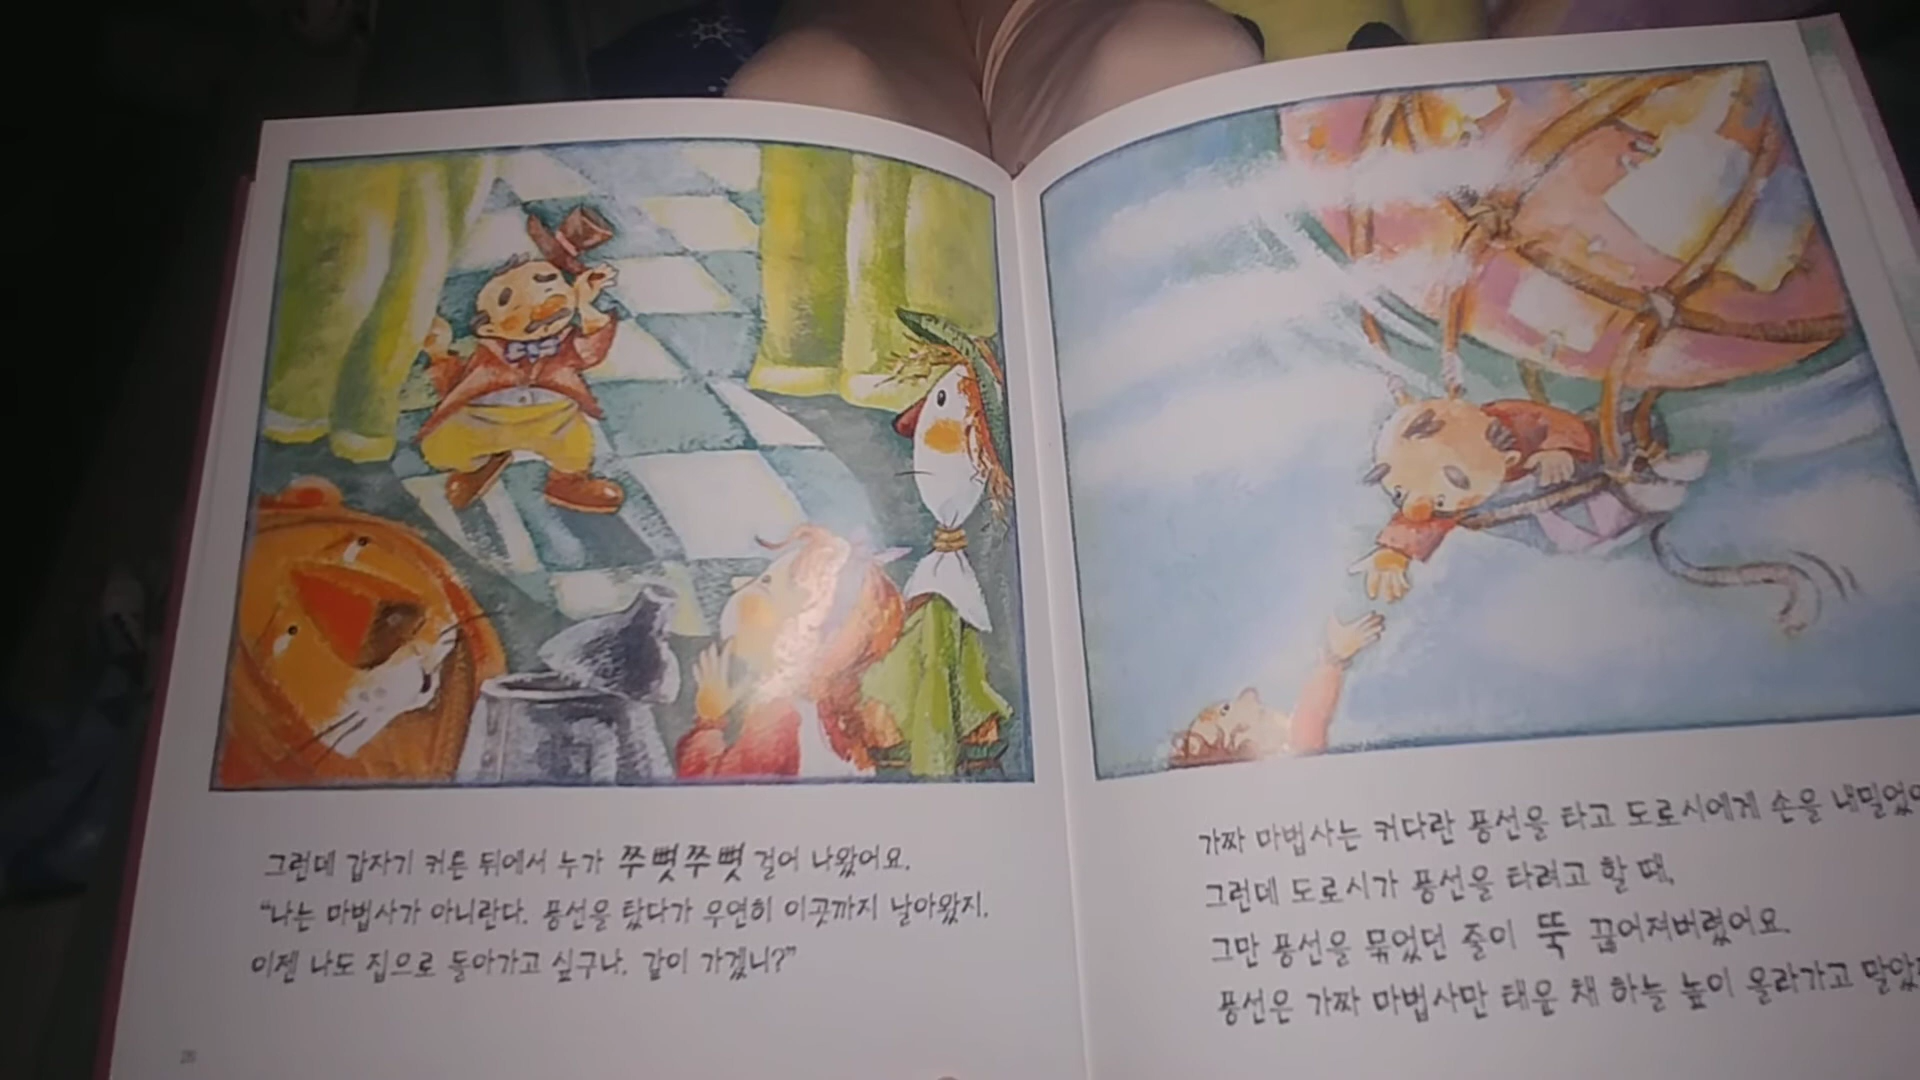 그런데 갑자기 커튼 뒤에서 누가 쭈뼛쭈뼛 걸어 나왔어요.
"나는 마법사가 아니란다. 풍선을 탔다가 우연히 이곳까지 날아왔지.
이젠 나도 집으로 돌아가고 싶구나. 같이 가겠니?"
28
가짜 마법사는 커다란 풍선을 타고 도로시에게 손을
그런데 도로시가 풍선을 타려고 할 때,
그만 풍선을 묶었던 줄이 뚝 끊어져버렸어요.
풍선은 가짜 마법사만 태운 채 하늘 높이 올라가고